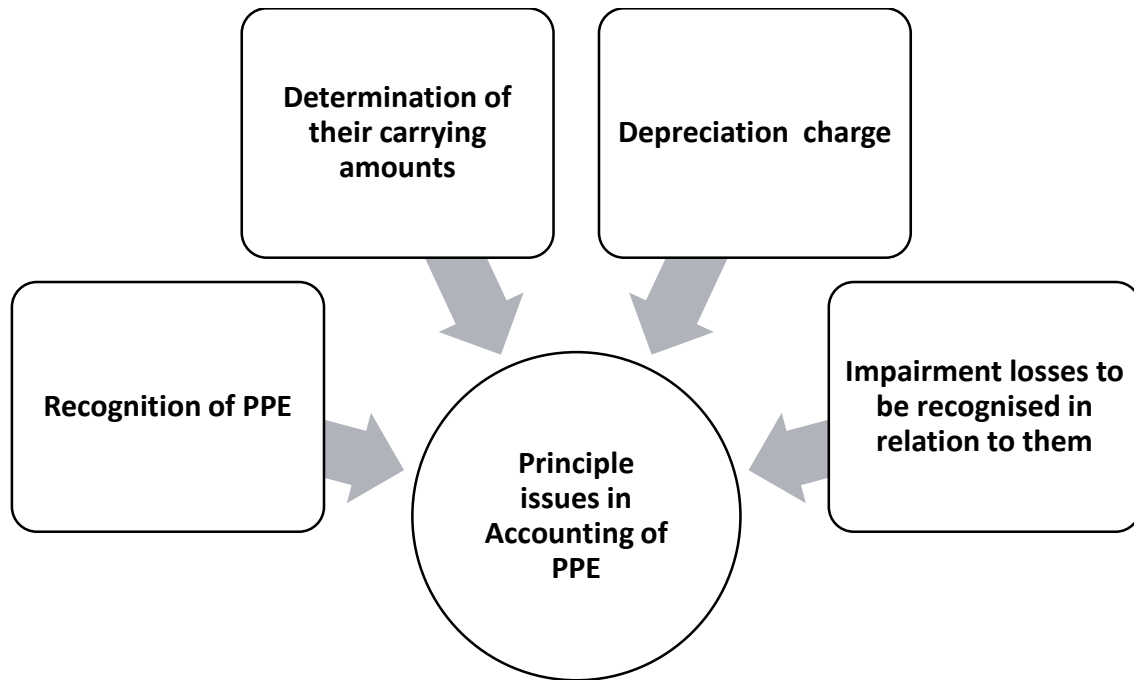 Determination of
their carrying
amounts
Depreciation  charge
Recognition of PPE
Impairment losses to
be recognised in
relation to them
Principle
issues in
Accounting of
PPE